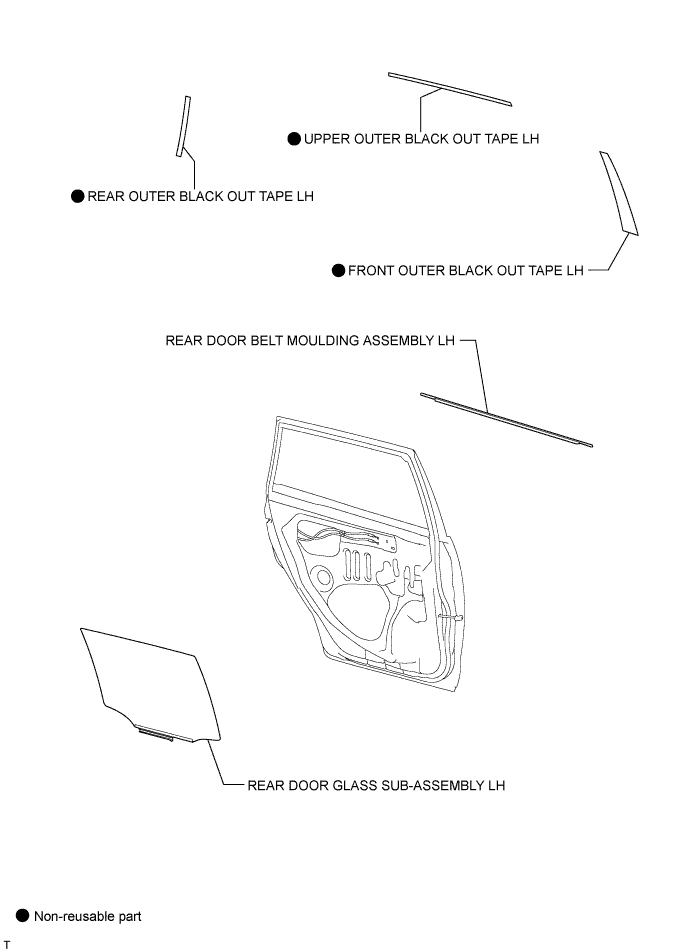 ● UPPER OUTER BLACK OUT TAPE LH
● REAR OUTER BLACK OUT TAPE LH
● FRONT OUTER BLACK OUT TAPE LH
REAR DOOR BELT MOULDING ASSEMBLY LH
REAR DOOR GLASS SUB-ASSEMBLY LH
● Non-reusable part
T